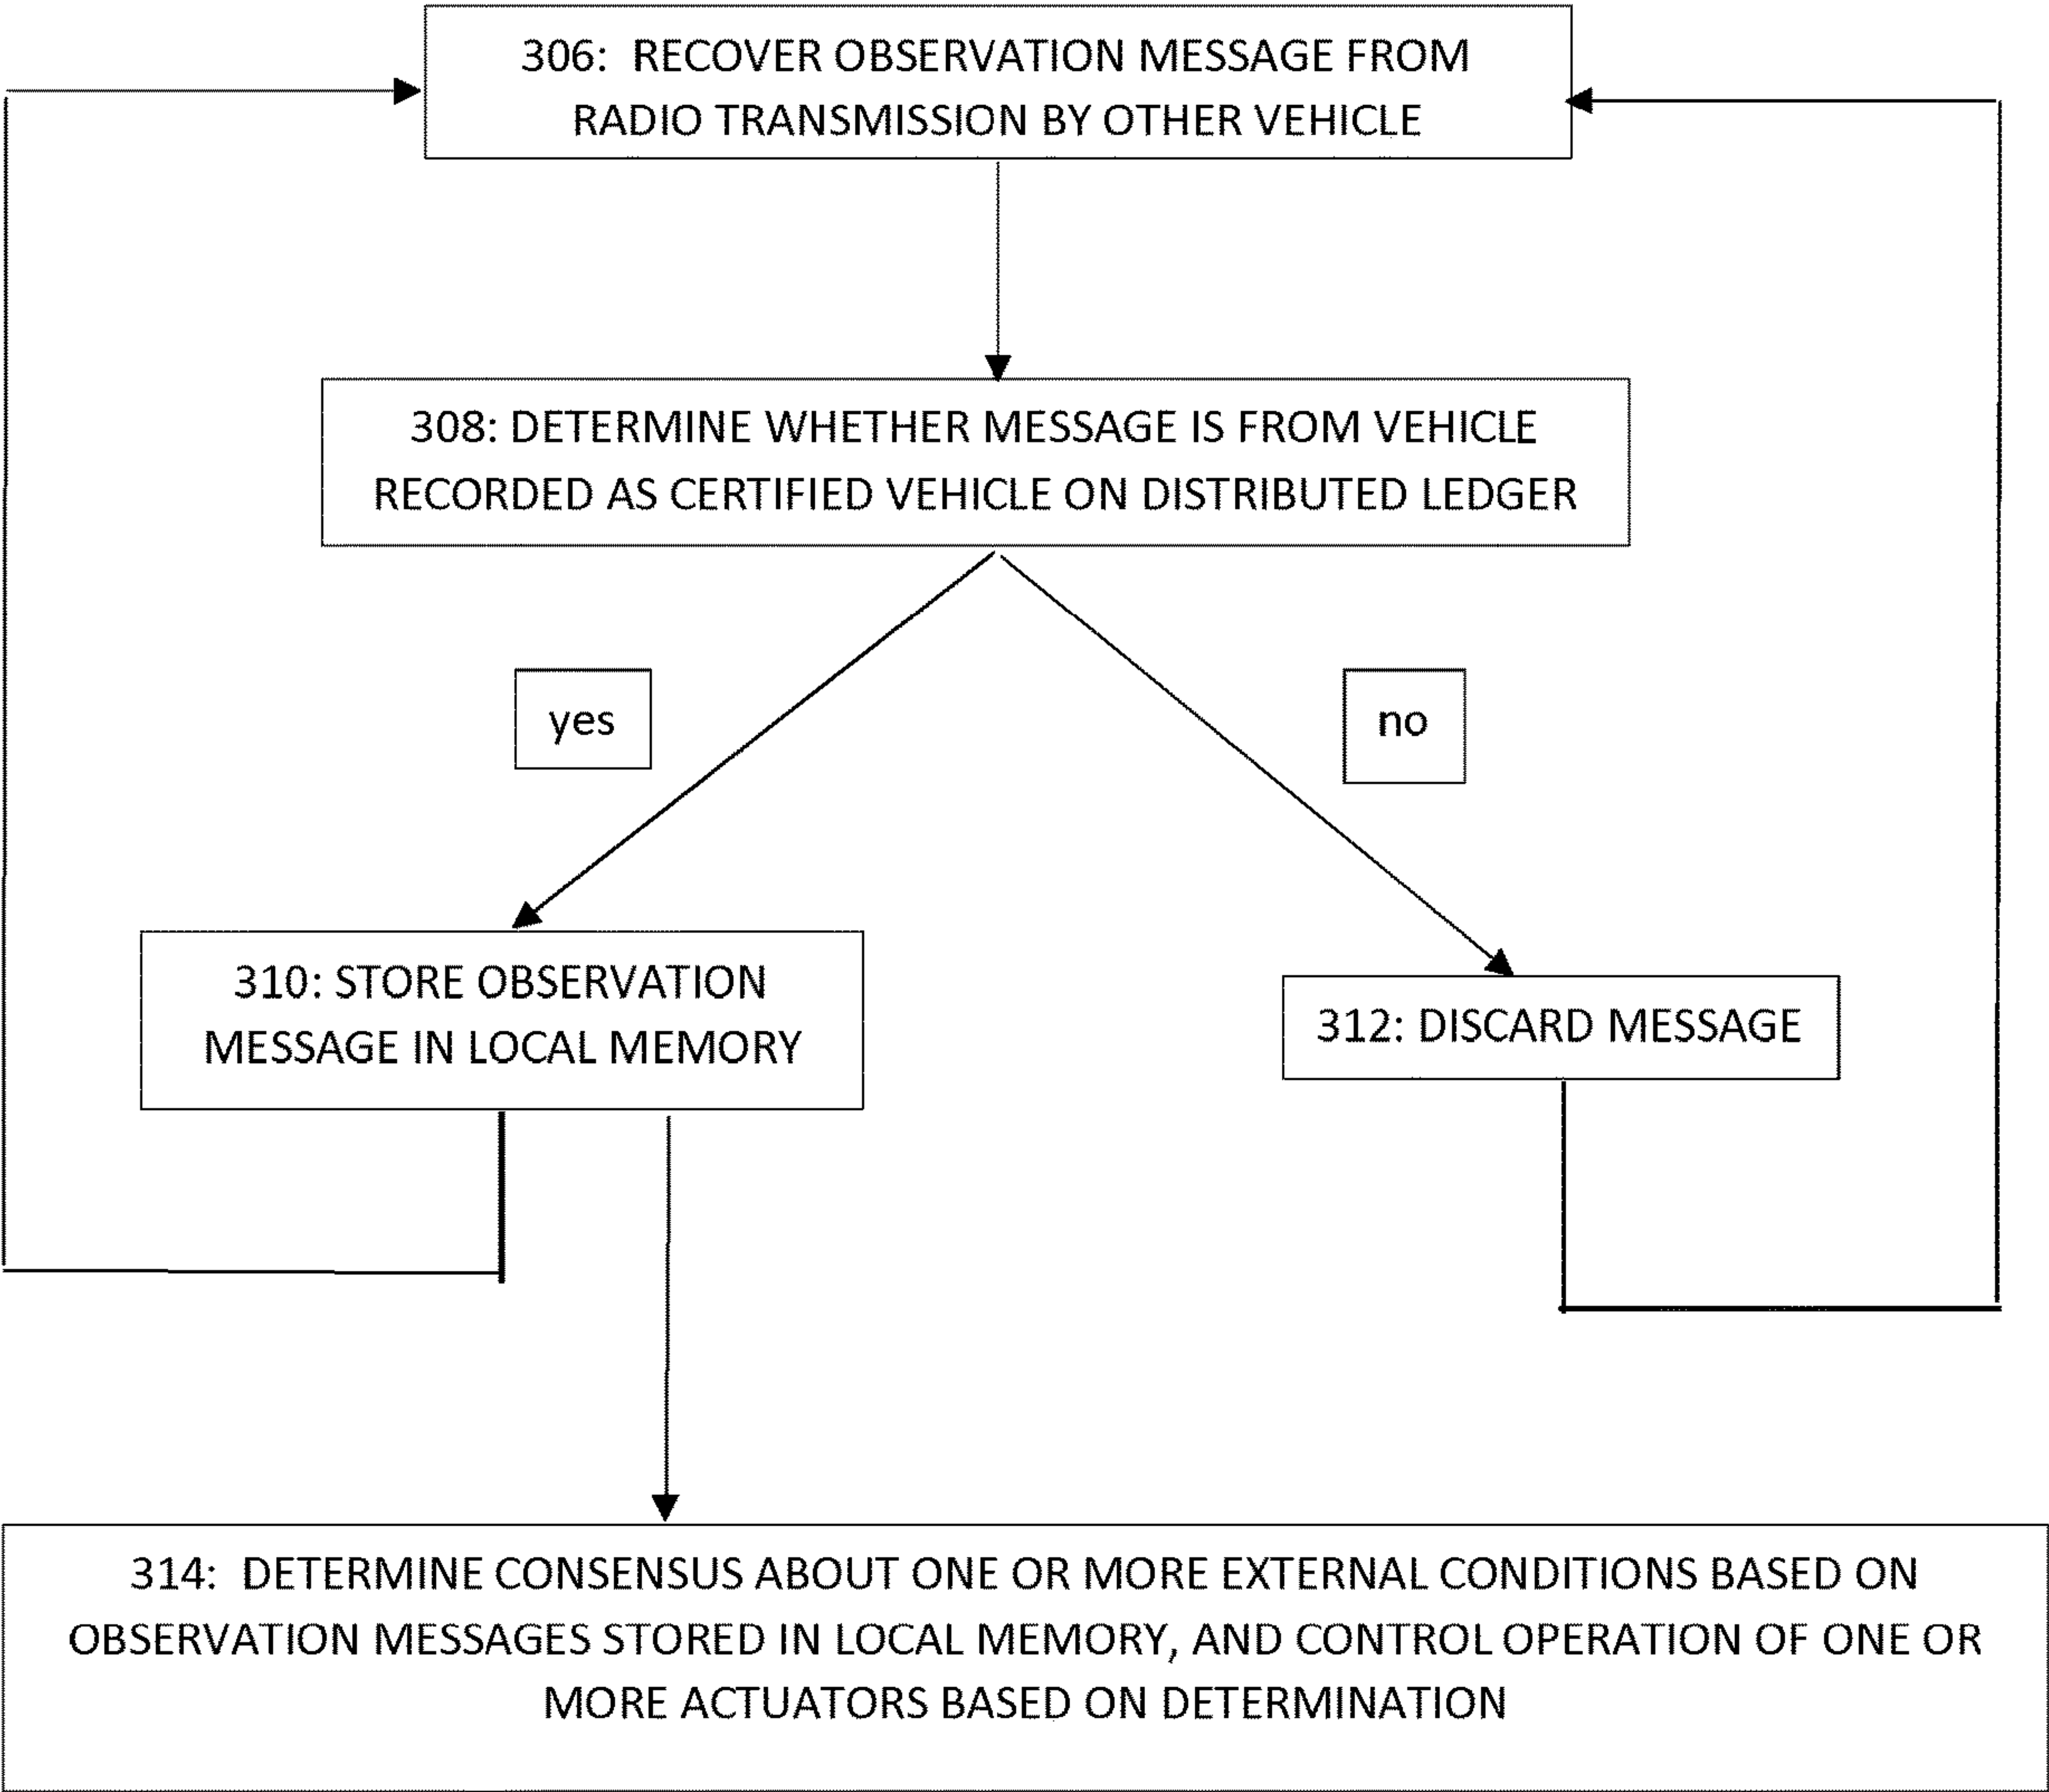 306: RECOVER OBSERVATION MESSAGE FROM
RADIO TRANSMISSION BY OTHER VEHICLE
308: DETERMINE WHETHER MESSAGE IS FROM VEHICLE
RECORDED AS CERTIFIED VEHICLE ON DISTRIBUTED LEDGER
yes
no
310: STORE OBSERVATION
MESSAGE IN LOCAL MEMORY
312: DISCARD MESSAGE
314: DETERMINE CONSENSUS ABOUT ONE OR MORE EXTERNAL CONDITIONS BASED ON
OBSERVATION MESSAGES STORED IN LOCAL MEMORY, AND CONTROL OPERATION OF ONE OR
MORE ACTUATORS BASED ON DETERMINATION